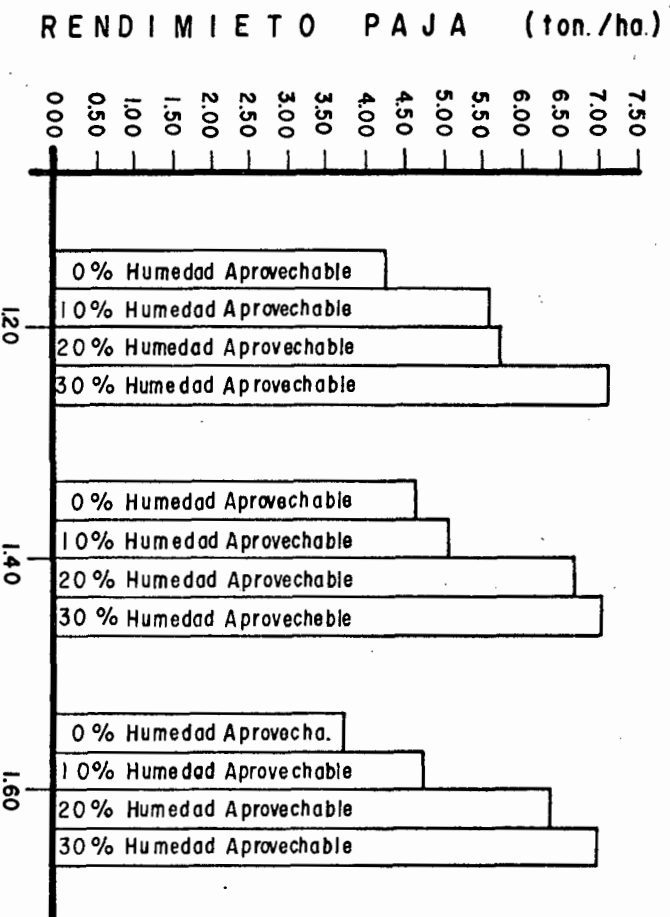 RENDIMIETO PAJA (ton./ha.)
0.00 0.50 1.00 1.50 2.00 2.50 3.00 3.50 4.00 4.50 5.00 5.50 6.00 6.50 7.00 7.50
0% Humedad Aprovechable
10% Humedad Aprovechable
1.20
20% Humedad Aprovechable
30% Humedad Aprovechable
0% Humedad Aprovechable
10% Humedad Aprovechable
1.40
20% Humedad Aprovechable
30% Humedad Aprovecheble
0% Humedad Aprovecha.
10% Humedad Aprovechable
1.60
20% Humedad Aprovechable
30% Humedad Aprovechable